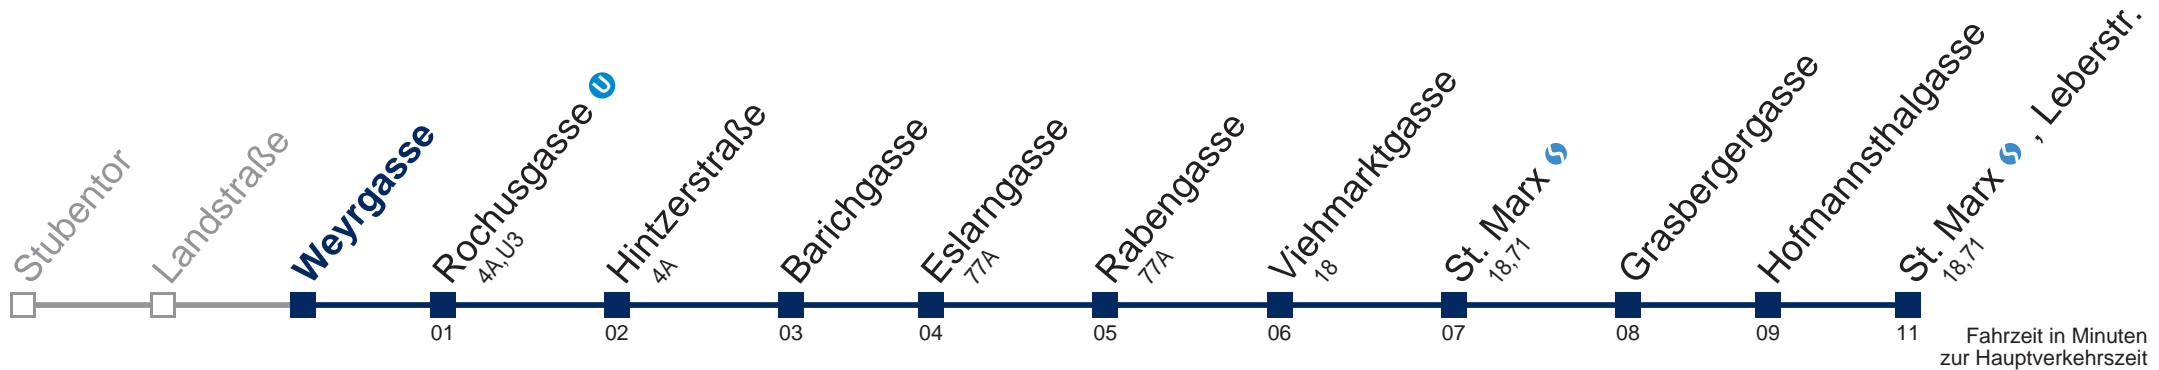 Stubentor
Landstraße
Weyrgasse
Rochusgasse U
4A,U3
Hintzerstraße
4A
Barichgasse
Eslarngasse
77A
Rabengasse
77A
Viehmarktgasse
18
St. Marx S
18,71
Grasbergergasse
Hofmannsthalgasse
St. Marx S , Leberstr.
18,71
01
02
03
04
05
06
07
08
09
11
Fahrzeit in Minuten
zur Hauptverkehrszeit